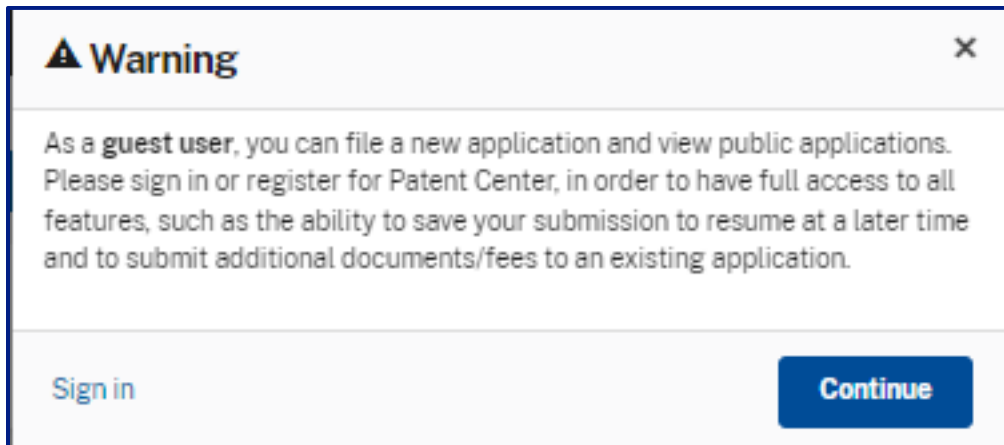 Warning
As a guest user, you can file a new application and view public applications.
Please sign in or register for Patent Center, in order to have full access to all
features, such as the ability to save your submission to resume at a later time
and to submit additional documents/fees to an existing application.
Sign in
Continue